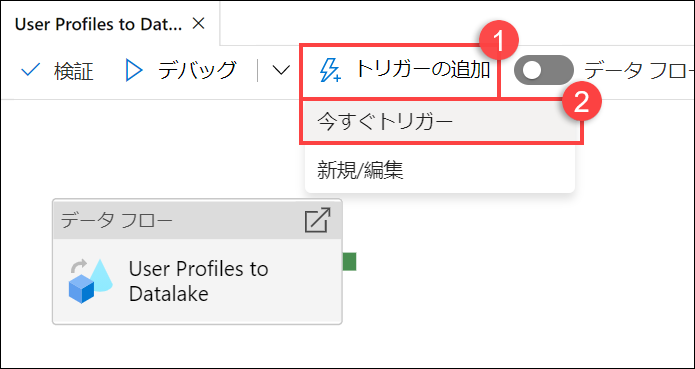 User Profiles to Dat...
1
検証
デバッグ
トリガーの追加
データ フロー
2
今すぐトリガー
新規/編集
データ フロー
User Profiles to
Datalake